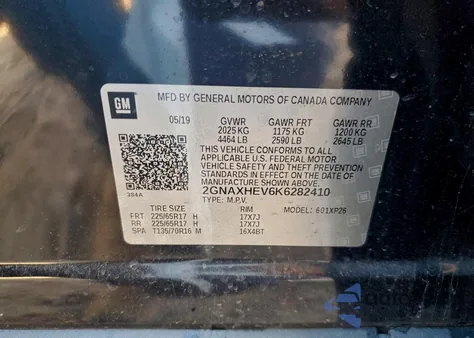 GM
MFD BY GENERAL MOTORS OF CANADA COMPANY
05/19 GVWR GAWR FRT GAWR RR
2025 KG 1175 KG 1200 KG
4464 LB 2590 LB 2645 LB
THIS VEHICLE CONFORMS TO ALL
APPLICABLE U.S. FEDERAL MOTOR
VEHICLE SAFETY AND THEFT PREVENTION
STANDARDS IN EFFECT ON THE DATE OF
MANUFACTURE SHOWN ABOVE.
384A 2GNAXHEV6K6282410
TYPE: M.P.V.
TIRE SIZE RIM MODEL: 601XP26
FRT 225/65R17 H 17X7J
RR 225/65R17 H 17X7J
SPA T135/70R16 M 16X4BT